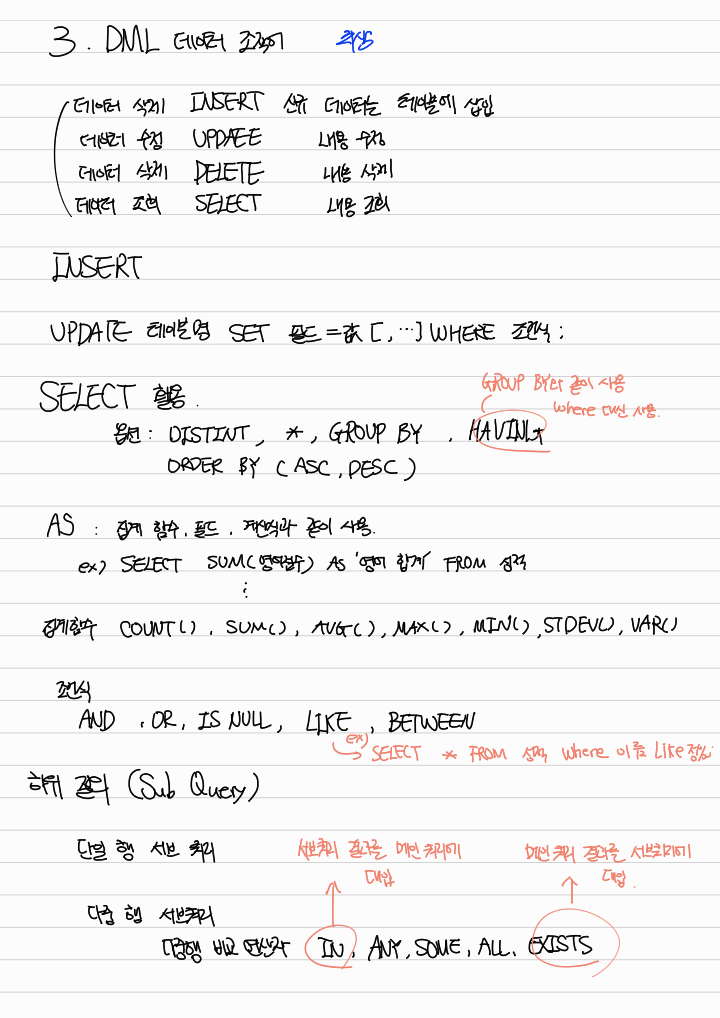 3. DML 데이터 조작어
데이터 삭제 INSERT 신규 데이터를 테이블에 삽입
데이터 수정 UPDATE 내용 수정
데이터 삭제 DELETE 내용 삭제
데이터 조회 SELECT 내용 조회
INSERT
UPDATE 테이블명 SET 필드 = 값 [, …] WHERE 조건식;
SELECT 활용.
GROUP BY와 같이 사용
where 대신 사용.
옵션 : DISTINT, *, GROUP BY, HAVING
ORDER BY (ASC, DESC)
AS : 집계 함수, 필드, 계산식과 같이 사용.
ex) SELECT SUM(영어점수) AS '영어 합계' FROM 성적
⋮
집계함수 COUNT(), SUM(), AVG(), MAX(), MIN(), STDEV(), VAR()
조건식
AND, OR, IS NULL, LIKE, BETWEEN
ex) SELECT * FROM 성적 where 이름 Like
하위 질의 (Sub Query)
단일 행 서브 쿼리
서브쿼리 결과를 메인 쿼리에
대입
메인쿼리 결과를 서브쿼리에
대입.
다중 행 서브쿼리
다중행 비교 연산자 IN, ANY, SOME, ALL, EXISTS